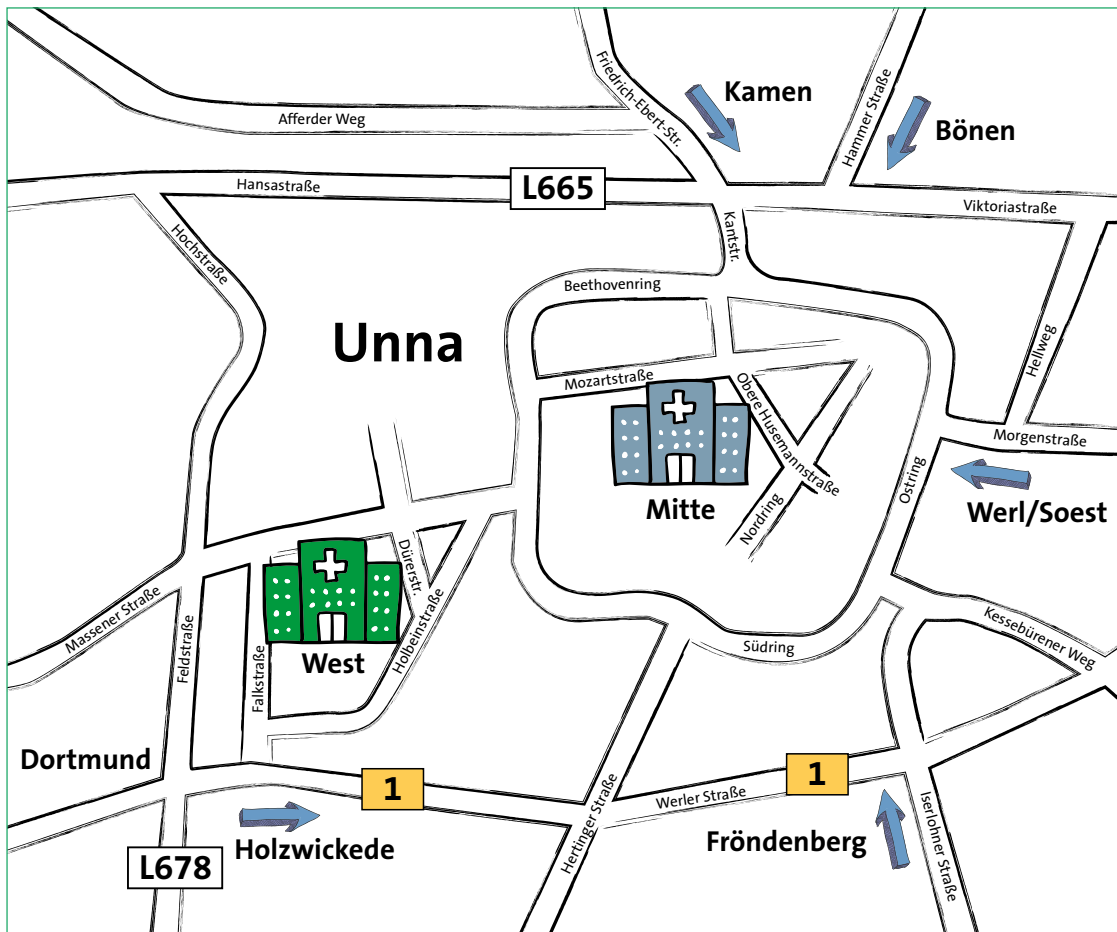 Friedrich-Ebert-Str.
Kamen
Hammer Straße
Bönen
Afferder Weg
Hansastraße
L665
Viktoriastraße
Kantstr.
Hochstraße
Beethovenring
Unna
Hellweg
Mozartstraße
Obere Husemannstraße
Morgenstraße
Ostring
Mitte
Nordring
Werl/Soest
Dürerstr.
Massener Straße
Feldstraße
Falkstraße
West
Holbeinstraße
Südring
Kessebürener Weg
Dortmund
1
1
Werler Straße
Hertinger Straße
Iserlohner Straße
Holzwickede
Fröndenberg
L678